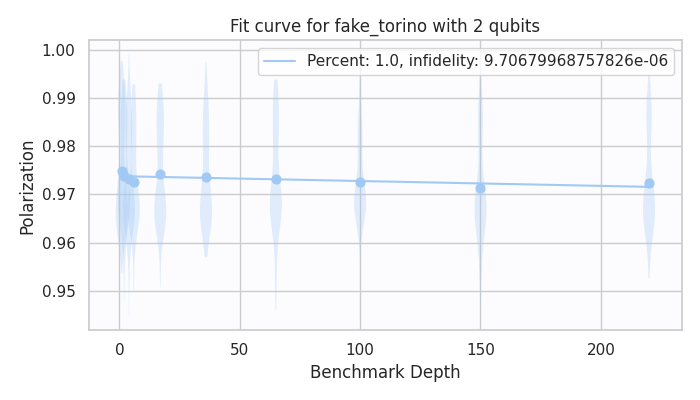 Fit curve for fake_torino with 2 qubits
Percent: 1.0, infidelity: 9.70679968757826e-06
Polarization
1.00
0.99
0.98
0.97
0.96
0.95
0
50
100
150
200
Benchmark Depth